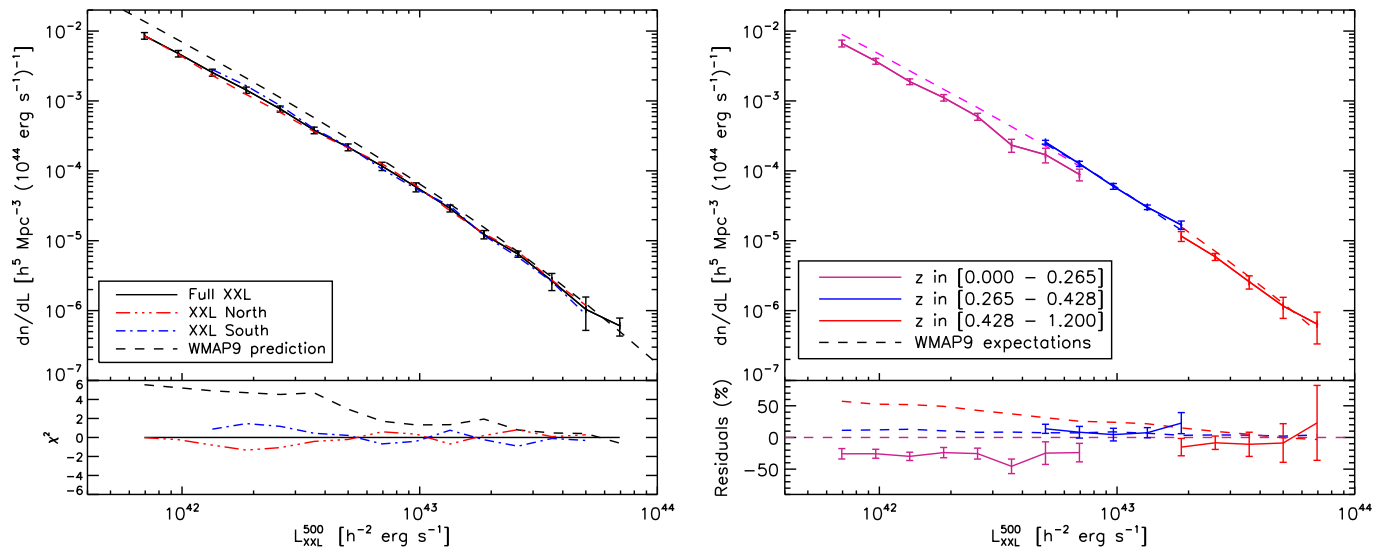 dn/dL [h⁵ Mpc⁻³ (10⁴⁴ erg s⁻¹)⁻¹]
10⁻²
10⁻³
10⁻⁴
10⁻⁵
10⁻⁶
10⁻⁷
Full XXL
XXL North
XXL South
WMAP9 prediction
χ²
6
4
2
0
−2
−4
−6
10⁴² 10⁴³ 10⁴⁴
L⁵⁰⁰_XXL [h⁻² erg s⁻¹]
dn/dL [h⁵ Mpc⁻³ (10⁴⁴ erg s⁻¹)⁻¹]
10⁻²
10⁻³
10⁻⁴
10⁻⁵
10⁻⁶
10⁻⁷
z in [0.000 − 0.265]
z in [0.265 − 0.428]
z in [0.428 − 1.200]
WMAP9 expectations
Residuals (%)
50
0
−50
10⁴² 10⁴³ 10⁴⁴
L⁵⁰⁰_XXL [h⁻² erg s⁻¹]